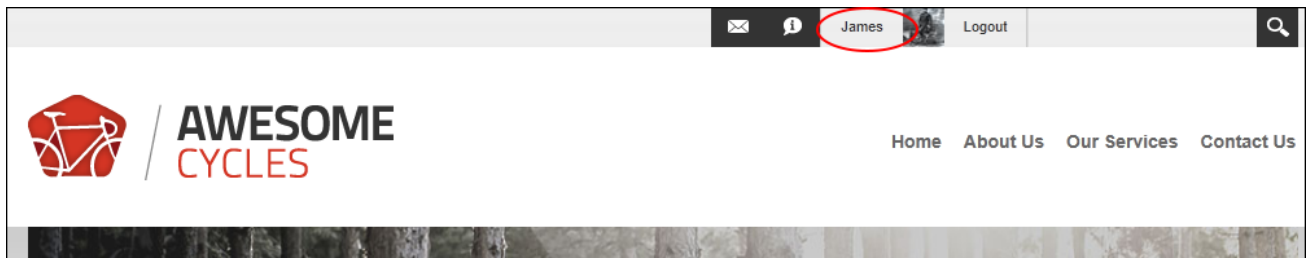 James Logout
AWESOME
CYCLES
Home About Us Our Services Contact Us